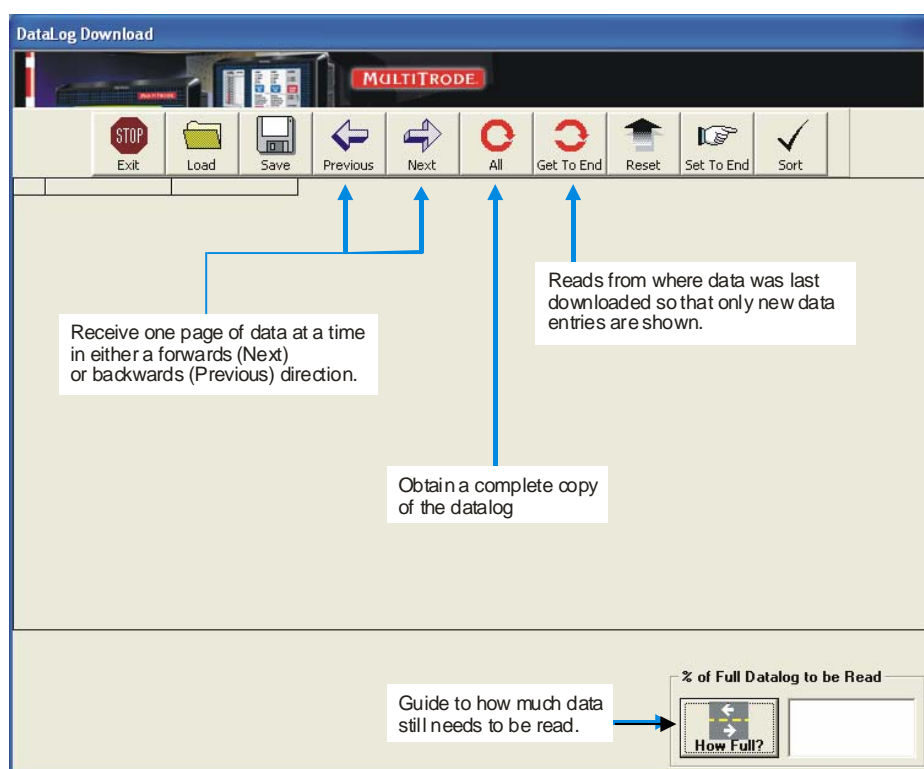 DataLog Download
MULTITRODE
STOP
Exit
Load
Save
Previous
Next
All
Get To End
Reset
Set To End
Sort
Reads from where data was last
downloaded so that only new data
entries are shown.
Receive one page of data at a time
in either a forwards (Next)
or backwards (Previous) direction.
Obtain a complete copy
of the datalog
% of Full Datalog to be Read
Guide to how much data
still needs to be read.
How Full?